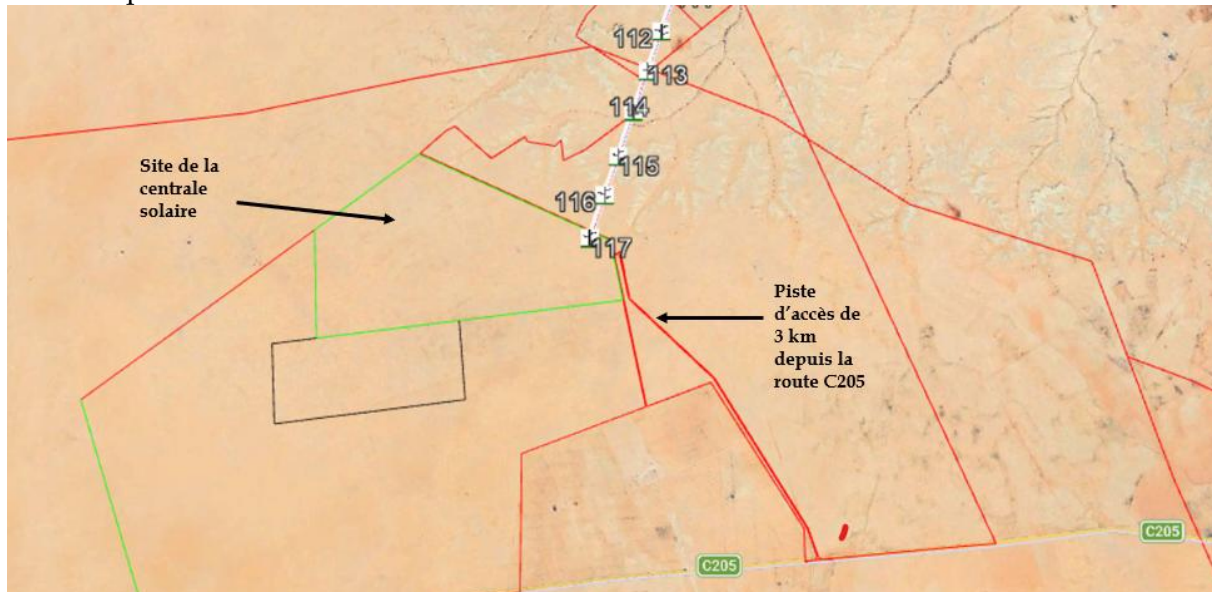 112
113
114
115
116
117
Site de la
centrale
solaire
Piste
d’accès de
3 km
depuis la
route C205
C205
C205